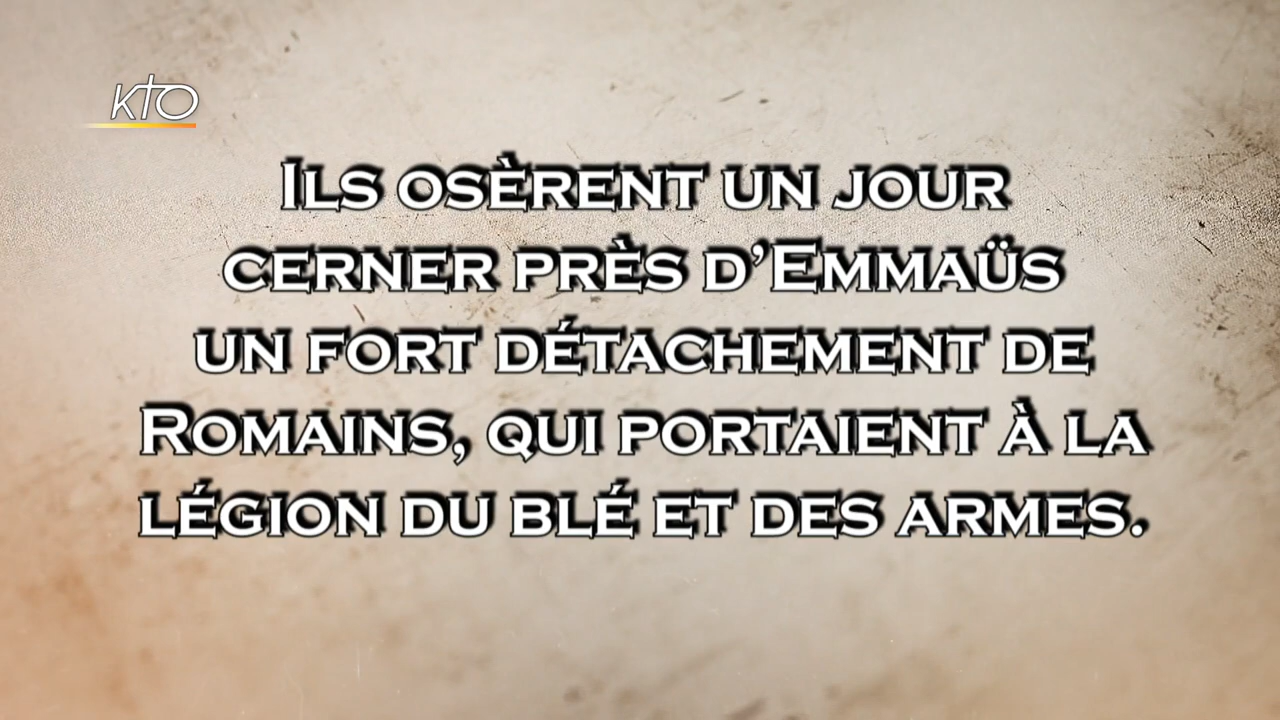 KTO
Ils osèrent un jour
cerner près d'Emmaüs
un fort détachement de
Romains, qui portaient à la
légion du blé et des armes.